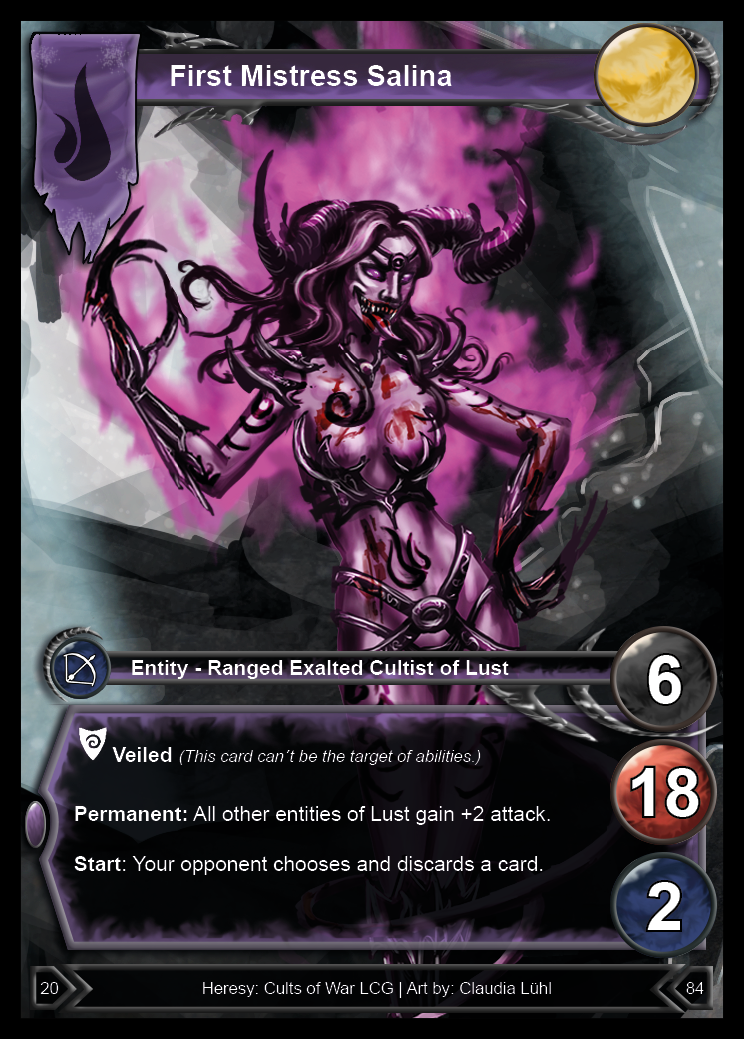 First Mistress Salina
Entity - Ranged Exalted Cultist of Lust
6
Veiled (This card can´t be the target of abilities.)
18
Permanent: All other entities of Lust gain +2 attack.
Start: Your opponent chooses and discards a card.
2
20
Heresy: Cults of War LCG | Art by: Claudia Lühl
84